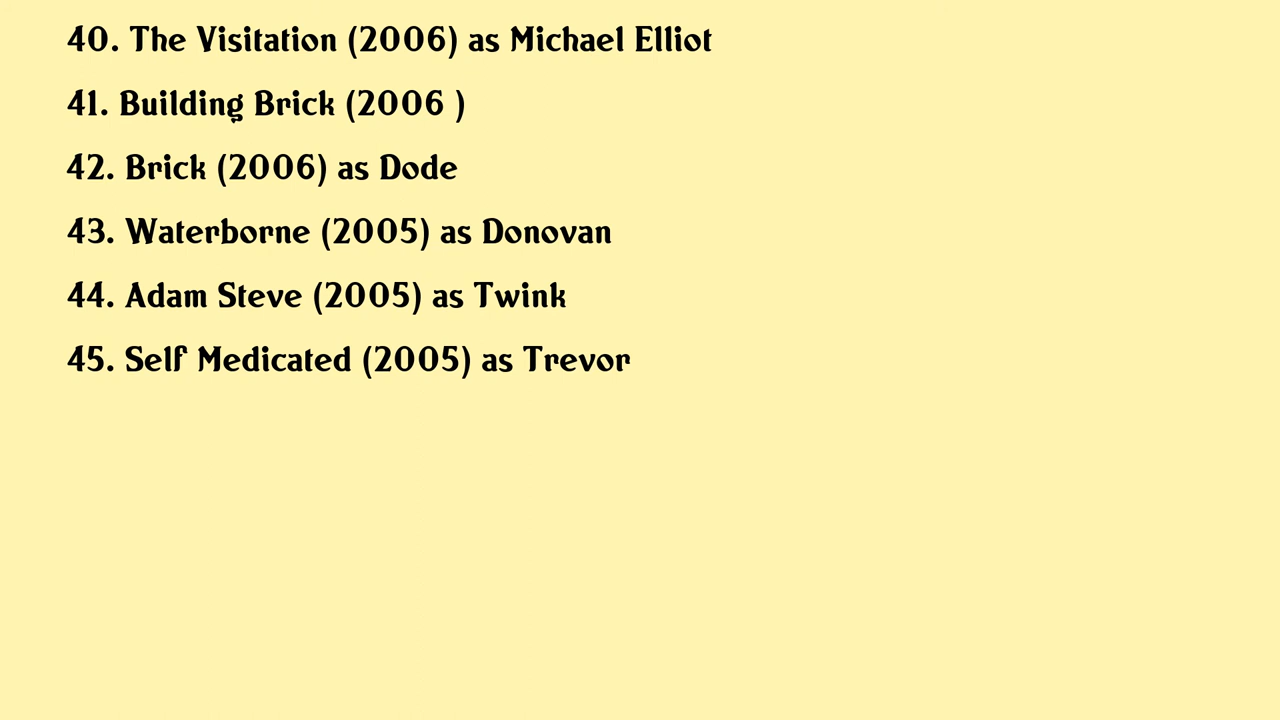 40. The Visitation (2006) as Michael Elliot
41. Building Brick (2006 )
42. Brick (2006) as Dode
43. Waterborne (2005) as Donovan
44. Adam Steve (2005) as Twink
45. Self Medicated (2005) as Trevor